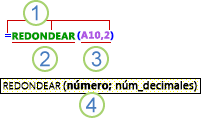 1
=REDONDEAR(A10,2)
2 3
REDONDEAR (número; núm_decimales)
4